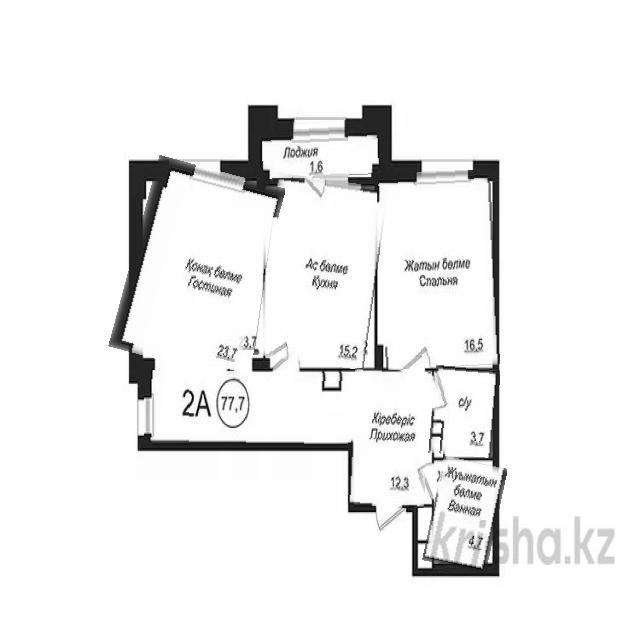 Лоджия
1.6
Қонақ бөлме
Гостиная
3.7
23.7
Ас бөлме
Кухня
15.2
Жатын бөлме
Спальня
16.5
2А
77,7
Кіреберіс
Прихожая
12.3
с/у
3.7
Жуынатын
бөлме
Ванная
4.7
krisha.kz